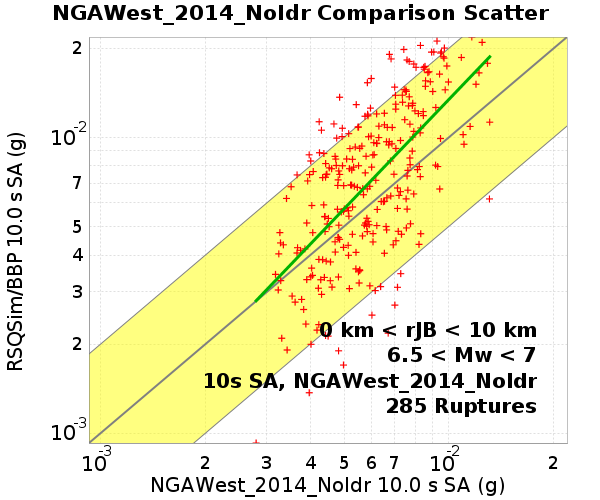 NGAWest_2014_NoIdr Comparison Scatter
RSQSim/BBP 10.0 s SA (g)
2
10-2
7
5
4
3
2
10-3
0 km < rJB < 10 km
6.5 < Mw < 7
10s SA, NGAWest_2014_NoIdr
285 Ruptures
10-3 2 3 4 5 6 7 10-2 2
NGAWest_2014_NoIdr 10.0 s SA (g)